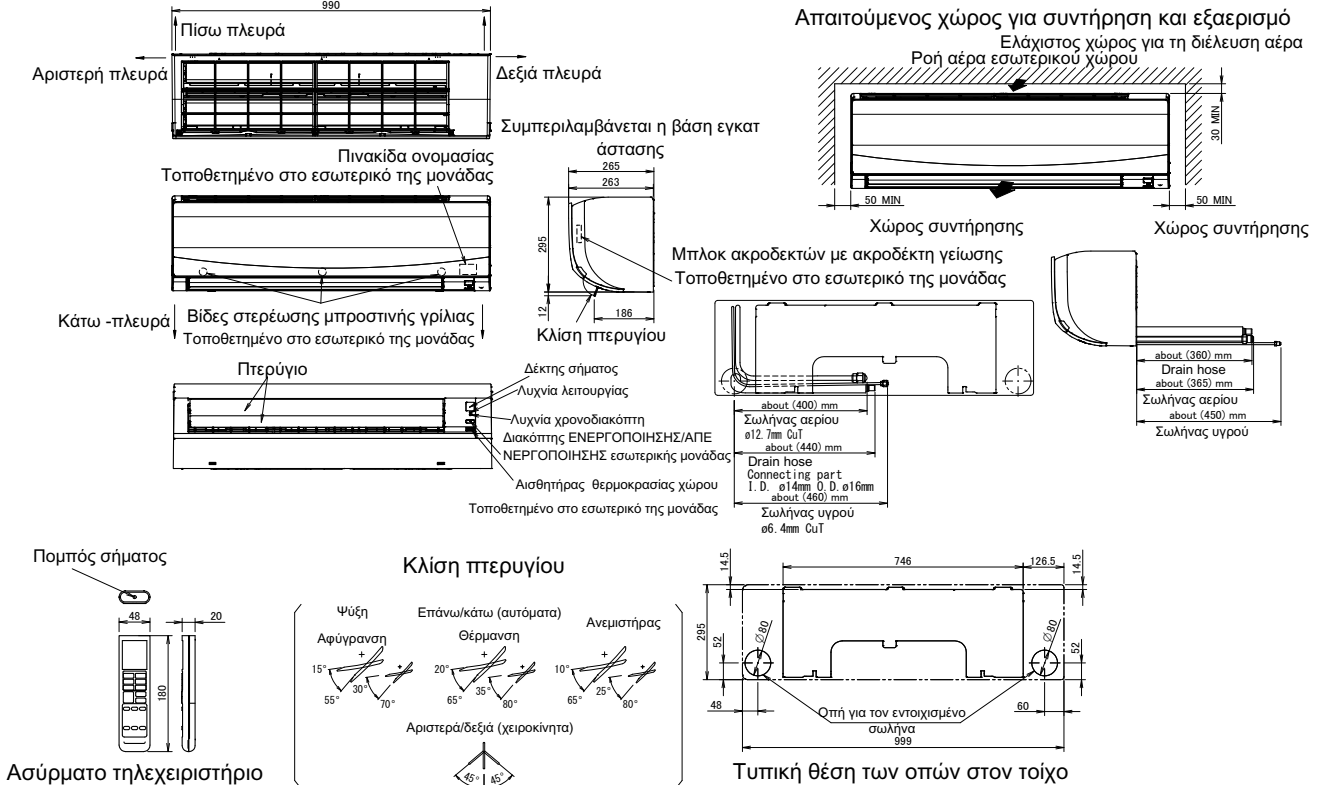 990
Πίσω πλευρά
Αριστερή πλευρά
Δεξιά πλευρά
Απαιτούμενος χώρος για συντήρηση και εξαερισμό
Ελάχιστος χώρος για τη διέλευση αέρα
Ροή αέρα εσωτερικού χώρου
30 MIN
50 MIN
50 MIN
Χώρος συντήρησης
Χώρος συντήρησης
Συμπεριλαμβάνεται η βάση εγκατ
άστασης
265
263
295
12
186
Κλίση πτερυγίου
Πινακίδα ονομασίας
Τοποθετημένο στο εσωτερικό της μονάδας
Κάτω -πλευρά
Βίδες στερέωσης μπροστινής γρίλιας
Τοποθετημένο στο εσωτερικό της μονάδας
Μπλοκ ακροδεκτών με ακροδέκτη γείωσης
Τοποθετημένο στο εσωτερικό της μονάδας
Πτερύγιο
Δέκτης σήματος
Λυχνία λειτουργίας
Λυχνία χρονοδιακόπτη
Διακόπτης ΕΝΕΡΓΟΠΟΙΗΣΗΣ/ΑΠΕ
ΝΕΡΓΟΠΟΙΗΣΗΣ εσωτερικής μονάδας
Αισθητήρας θερμοκρασίας χώρου
Τοποθετημένο στο εσωτερικό της μονάδας
about (400) mm
Σωλήνας αερίου
ø12.7mm CuT
about (440) mm
Drain hose
Connecting part
I.D. ø14mm O.D.ø16mm
about (460) mm
Σωλήνας υγρού
ø6.4mm CuT
about (360) mm
Drain hose
about (365) mm
Σωλήνας αερίου
about (450) mm
Σωλήνας υγρού
Πομπός σήματος
48
20
180
Ασύρματο τηλεχειριστήριο
Κλίση πτερυγίου
Ψύξη
Επάνω/κάτω (αυτόματα)
Αφύγρανση
Θέρμανση
Ανεμιστήρας
15°
55°
30°
70°
20°
65°
35°
80°
10°
65°
25°
80°
Αριστερά/δεξιά (χειροκίνητα)
45°
45°
14.5
746
126.5
14.5
295
52
Ø80
Ø80
52
48
Οπή για τον εντοιχισμένο
σωλήνα
60
999
Τυπική θέση των οπών στον τοίχο